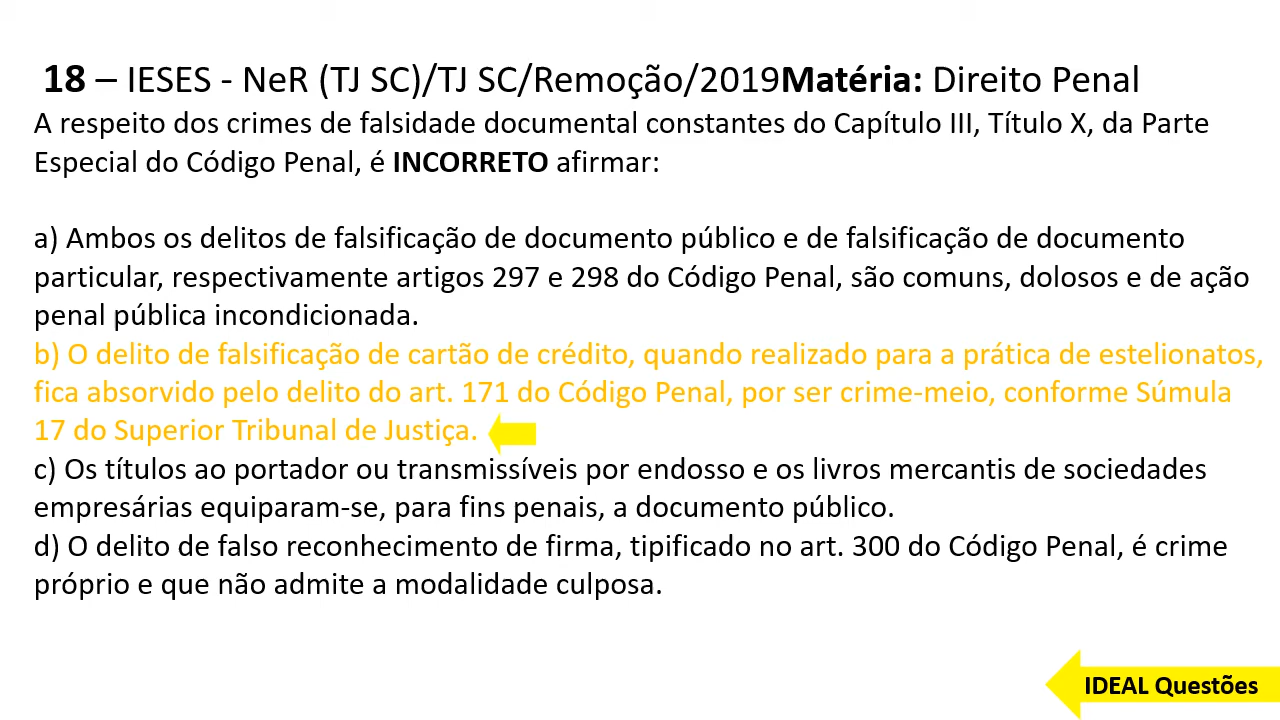 18 – IESES - NeR (TJ SC)/TJ SC/Remoção/2019Matéria: Direito Penal
A respeito dos crimes de falsidade documental constantes do Capítulo III, Título X, da Parte
Especial do Código Penal, é INCORRETO afirmar:
a) Ambos os delitos de falsificação de documento público e de falsificação de documento
particular, respectivamente artigos 297 e 298 do Código Penal, são comuns, dolosos e de ação
penal pública incondicionada.
b) O delito de falsificação de cartão de crédito, quando realizado para a prática de estelionatos,
fica absorvido pelo delito do art. 171 do Código Penal, por ser crime-meio, conforme Súmula
17 do Superior Tribunal de Justiça.
c) Os títulos ao portador ou transmissíveis por endosso e os livros mercantis de sociedades
empresárias equiparam-se, para fins penais, a documento público.
d) O delito de falso reconhecimento de firma, tipificado no art. 300 do Código Penal, é crime
próprio e que não admite a modalidade culposa.
IDEAL Questões